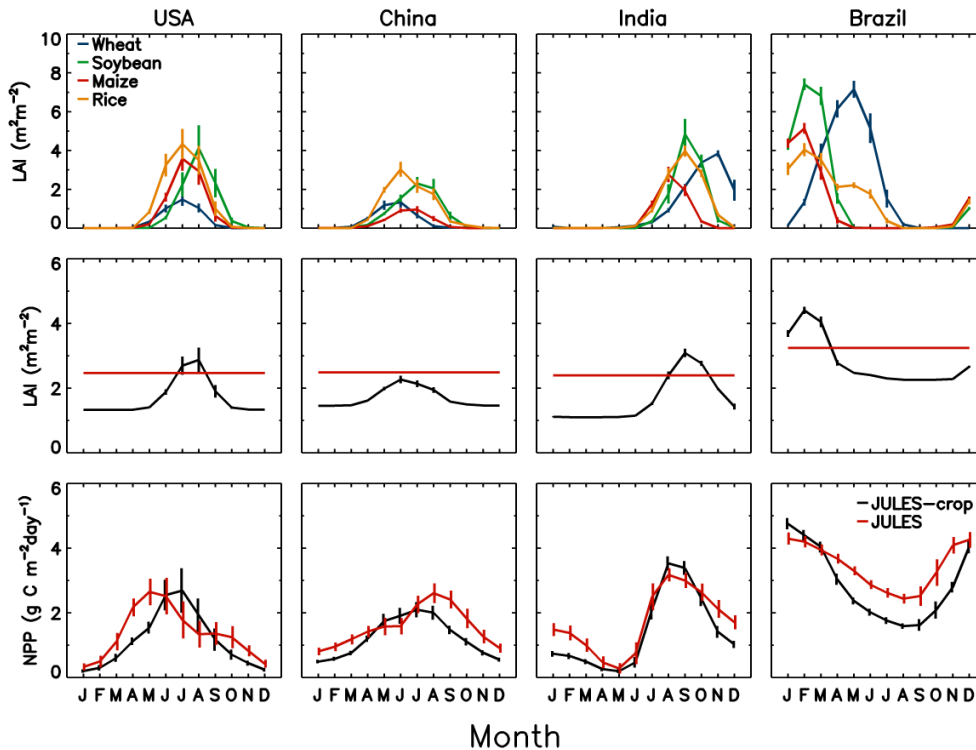 USA China India Brazil
10
8
6
4
2
0
LAI (m²m⁻²)
Wheat
Soybean
Maize
Rice
6
4
2
0
LAI (m²m⁻²)
6
4
2
0
NPP (g C m⁻²day⁻¹)
JULES−crop
JULES
J F M A M J J A S O N D J F M A M J J A S O N D J F M A M J J A S O N D J F M A M J J A S O N D
Month